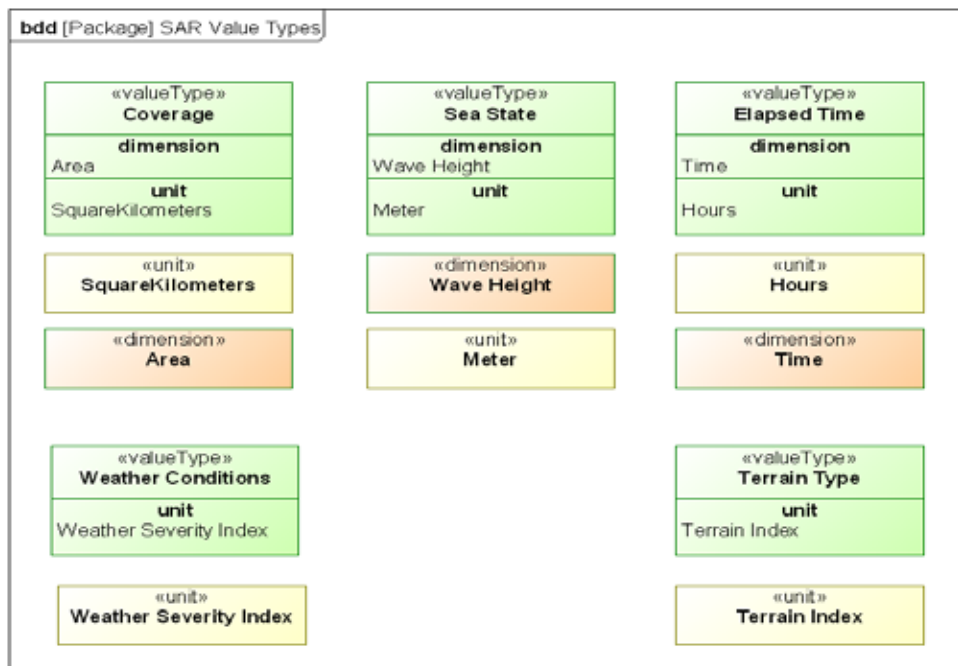 bdd [Package] SAR Value Types
«valueType»
Coverage
dimension
Area
unit
SquareKilometers
«unit»
SquareKilometers
«dimension»
Area
«valueType»
Sea State
dimension
Wave Height
unit
Meter
«dimension»
Wave Height
«unit»
Meter
«valueType»
Elapsed Time
dimension
Time
unit
Hours
«unit»
Hours
«dimension»
Time
«valueType»
Weather Conditions
unit
Weather Severity Index
«unit»
Weather Severity Index
«valueType»
Terrain Type
unit
Terrain Index
«unit»
Terrain Index